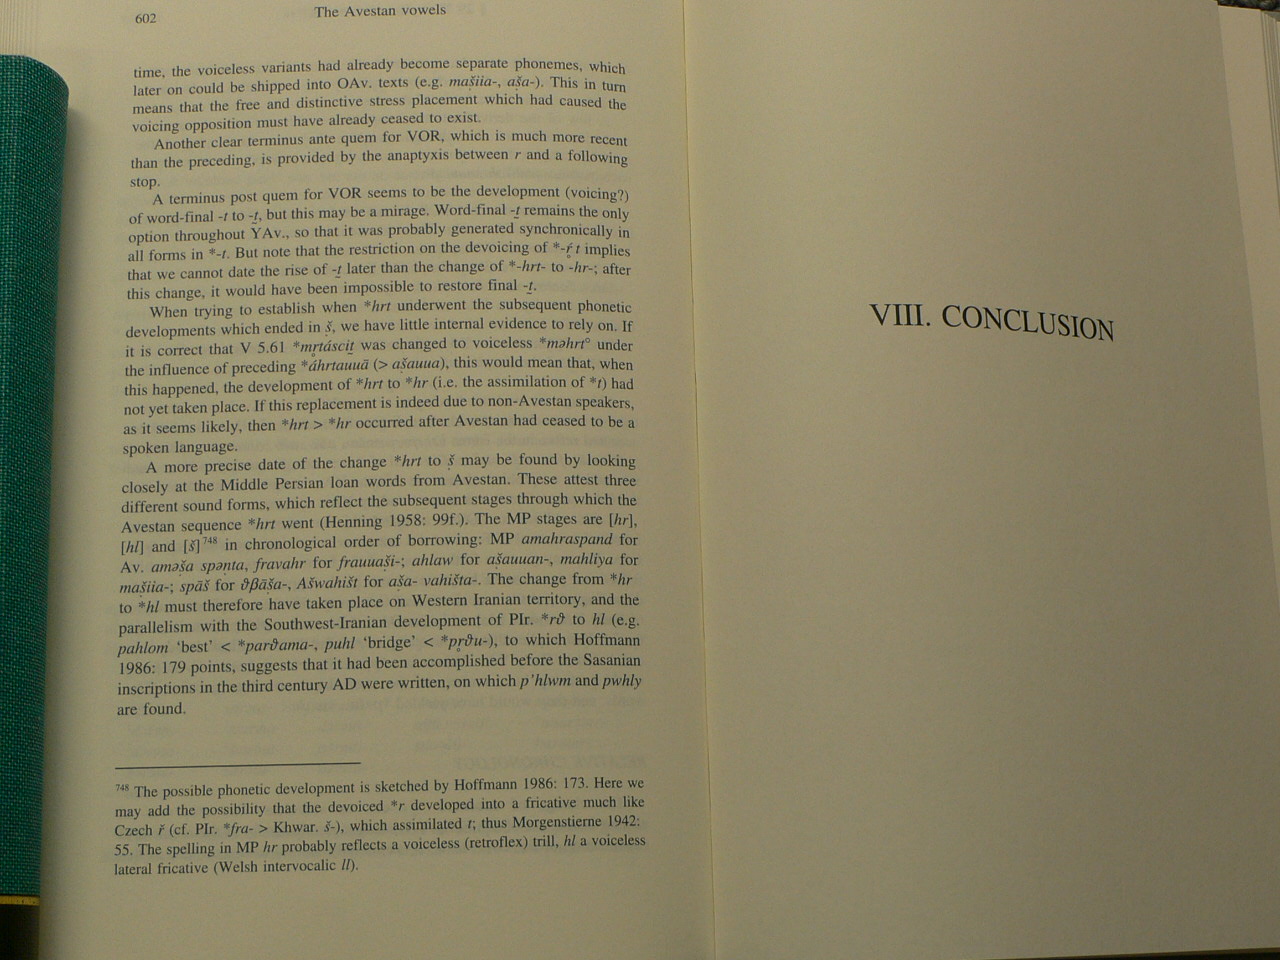 602
The Avestan vowels
time, the voiceless variants had already become separate phonemes, which
later on could be shipped into OAv. texts (e.g. maṣ̌iia-, aṣ̌a-). This in turn
means that the free and distinctive stress placement which had caused the
voicing opposition must have already ceased to exist.
Another clear terminus ante quem for VOR, which is much more recent
than the preceding, is provided by the anaptyxis between r and a following
stop.
A terminus post quem for VOR seems to be the development (voicing?)
of word-final -t to -t̰, but this may be a mirage. Word-final -t̰ remains the only
option throughout YAv., so that it was probably generated synchronically in
all forms in *-t. But note that the restriction on the devoicing of *-ŕ̥ t implies
that we cannot date the rise of -t̰ later than the change of *-hrt- to -hr-; after
this change, it would have been impossible to restore final -t̰.
When trying to establish when *hrt underwent the subsequent phonetic
developments which ended in ṣ̌, we have little internal evidence to rely on. If
it is correct that V 5.61 *mr̥táscit̰ was changed to voiceless *məhrt° under
the influence of preceding *áhrtauuā (> aṣ̌auua), this would mean that, when
this happened, the development of *hrt to *hr (i.e. the assimilation of *t) had
not yet taken place. If this replacement is indeed due to non-Avestan speakers,
as it seems likely, then *hrt > *hr occurred after Avestan had ceased to be a
spoken language.
A more precise date of the change *hrt to ṣ̌ may be found by looking
closely at the Middle Persian loan words from Avestan. These attest three
different sound forms, which reflect the subsequent stages through which the
Avestan sequence *hrt went (Henning 1958: 99f.). The MP stages are [hr],
[hl] and [š]⁷⁴⁸ in chronological order of borrowing: MP amahraspand for
Av. aməṣ̌a spəṇta, fravahr for frauuaṣ̌i-; ahlaw for aṣ̌auuan-, mahliya for
maṣ̌iia-; spāš for ϑβāṣ̌a-, Ašwahišt for aṣ̌a- vahišta-. The change from *hr
to *hl must therefore have taken place on Western Iranian territory, and the
parallelism with the Southwest-Iranian development of PIr. *rϑ to hl (e.g.
pahlom ‘best’ < *parϑama-, puhl ‘bridge’ < *pr̥ϑu-), to which Hoffmann
1986: 179 points, suggests that it had been accomplished before the Sasanian
inscriptions in the third century AD were written, on which p’hlwm and pwhly
are found.
⁷⁴⁸ The possible phonetic development is sketched by Hoffmann 1986: 173. Here we
may add the possibility that the devoiced *r developed into a fricative much like
Czech ř (cf. PIr. *fra- > Khwar. š-), which assimilated t; thus Morgenstierne 1942:
55. The spelling in MP hr probably reflects a voiceless (retroflex) trill, hl a voiceless
lateral fricative (Welsh intervocalic ll).
VIII. CONCLUSION